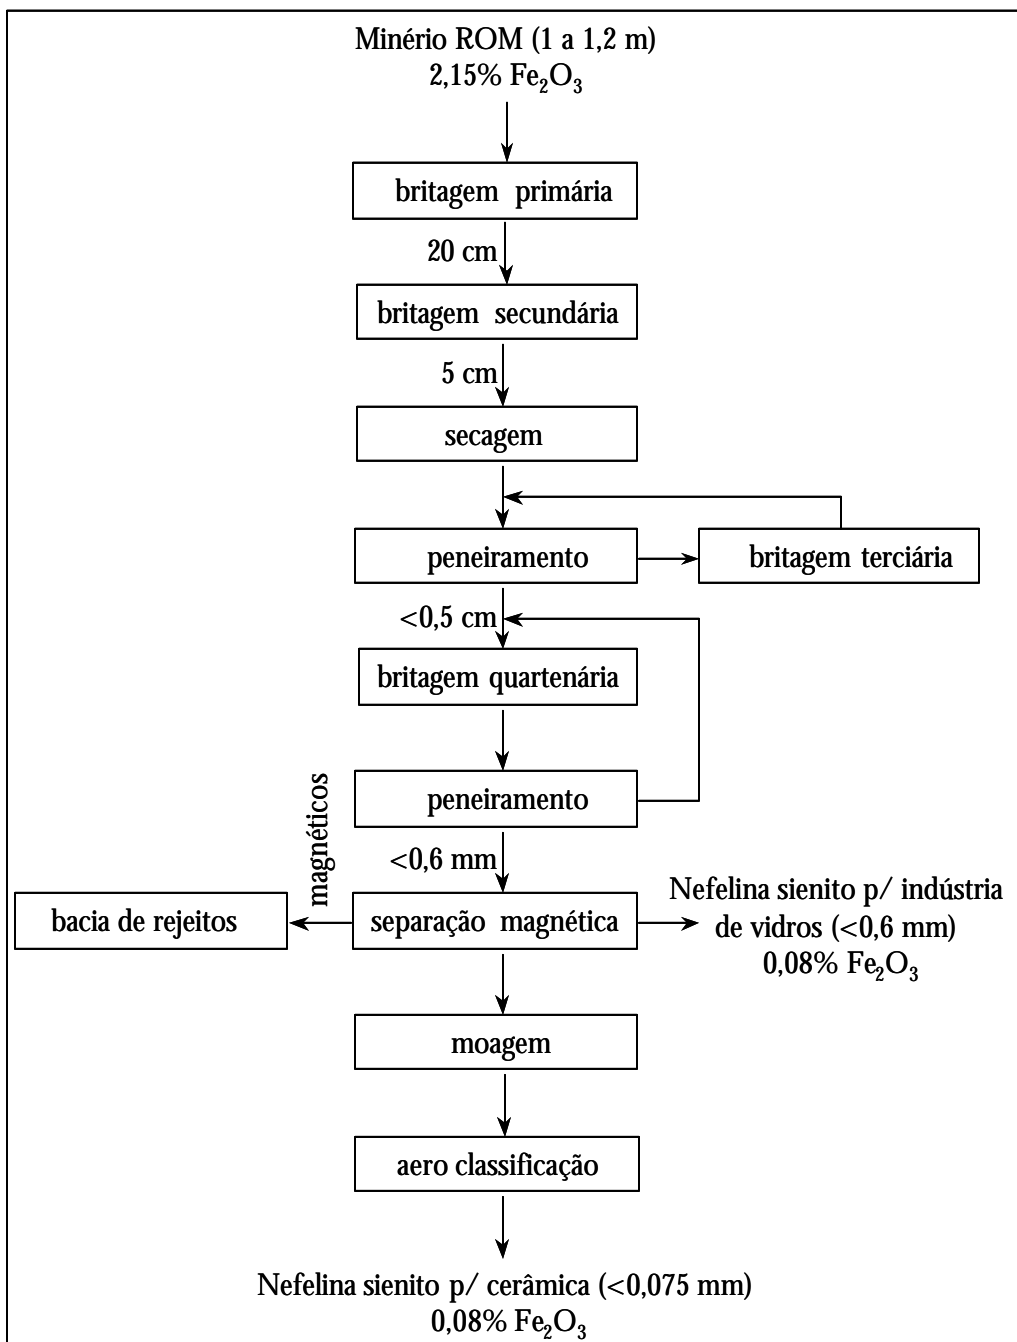 Minério ROM (1 a 1,2 m)
2,15% Fe₂O₃
britagem primária
20 cm
britagem secundária
5 cm
secagem
peneiramento
britagem terciária
<0,5 cm
britagem quartenária
peneiramento
magnéticos
<0,6 mm
bacia de rejeitos
separação magnética
Nefelina sienito p/ indústria
de vidros (<0,6 mm)
0,08% Fe₂O₃
moagem
aero classificação
Nefelina sienito p/ cerâmica (<0,075 mm)
0,08% Fe₂O₃